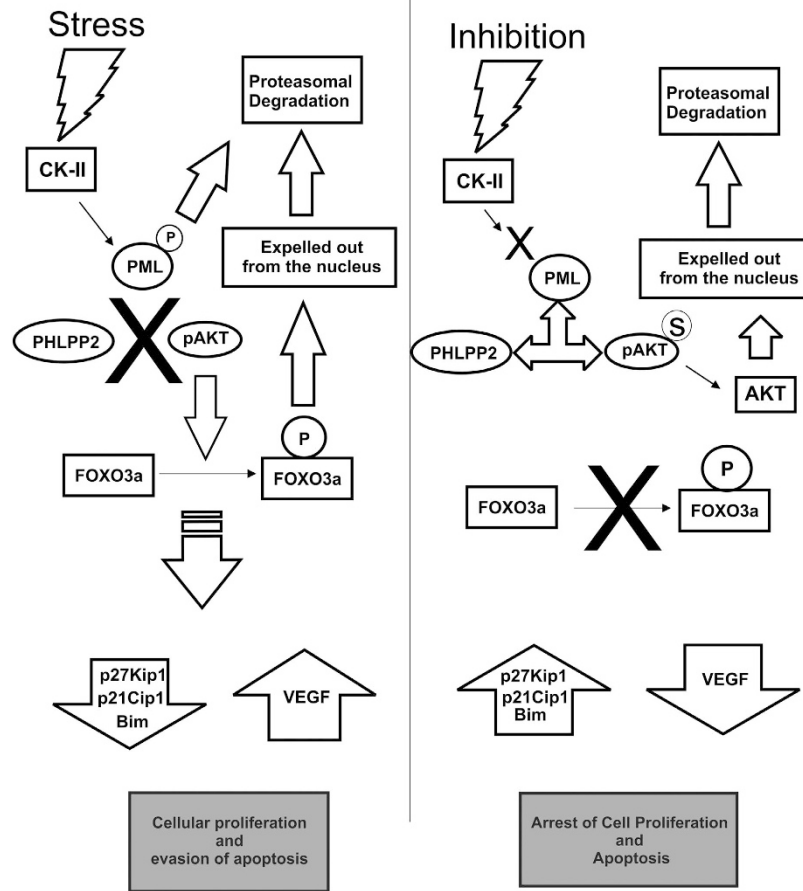 Stress
Proteasomal
Degradation
CK-II
P
PML
Expelled out
from the nucleus
PHLPP2
pAKT
P
FOXO3a
FOXO3a
p27Kip1
p21Cip1
Bim
VEGF
Cellular proliferation
and
evasion of apoptosis
Inhibition
Proteasomal
Degradation
CK-II
Expelled out
from the nucleus
PML
S
PHLPP2
pAKT
AKT
P
FOXO3a
FOXO3a
p27Kip1
p21Cip1
Bim
VEGF
Arrest of Cell Proliferation
and
Apoptosis